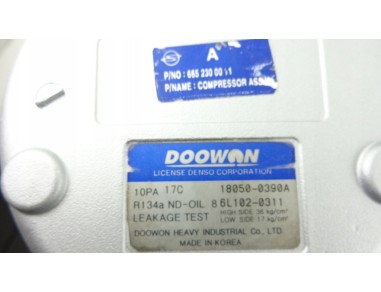 A
P/NO : 665 230 00 11
P/NAME : COMPRESSOR ASS
DOOWON
LICENSE DENSO CORPORATION
10PA 17C 18050-0390A
R134a ND-OIL 8 6L102-0311
LEAKAGE TEST HIGH SIDE: 36 kg/cm²
LOW SIDE: 17 kg/cm²
DOOWON HEAVY INDUSTRIAL Co., LTD.
MADE IN KOREA